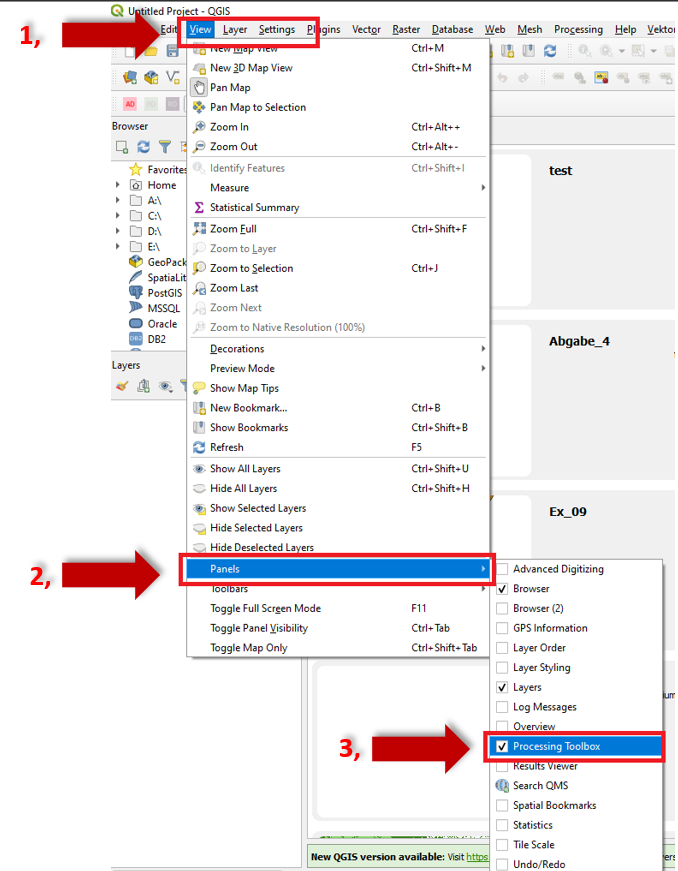 Untitled Project - QGIS
1,
Edit View Layer Settings Plugins Vector Raster Database Web Mesh Processing Help
New Map View Ctrl+M
New 3D Map View Ctrl+Shift+M
Pan Map
Pan Map to Selection
Zoom In Ctrl+Alt++
Zoom Out Ctrl+Alt+-
Identify Features Ctrl+Shift+I
Measure
Statistical Summary
Zoom Full Ctrl+Shift+F
Zoom to Layer
Zoom to Selection Ctrl+J
Zoom Last
Zoom Next
Zoom to Native Resolution (100%)
Decorations
Preview Mode
Show Map Tips
New Bookmark... Ctrl+B
Show Bookmarks Ctrl+Shift+B
Refresh F5
Show All Layers Ctrl+Shift+U
Hide All Layers Ctrl+Shift+H
Show Selected Layers
Hide Selected Layers
Hide Deselected Layers
2,
Panels
Toolbars
Toggle Full Screen Mode F11
Toggle Panel Visibility Ctrl+Tab
Toggle Map Only Ctrl+Shift+Tab
AD
Browser
Favorites
Home
A:\
C:\
D:\
E:\
GeoPack
SpatiaLit
PostGIS
MSSQL
Oracle
DB2
Layers
test
Abgabe_4
Ex_09
Advanced Digitizing
Browser
Browser (2)
GPS Information
Layer Order
Layer Styling
Layers
Log Messages
Overview
3,
Processing Toolbox
Results Viewer
Search QMS
Spatial Bookmarks
Statistics
Tile Scale
Undo/Redo
New QGIS version available: Visit https